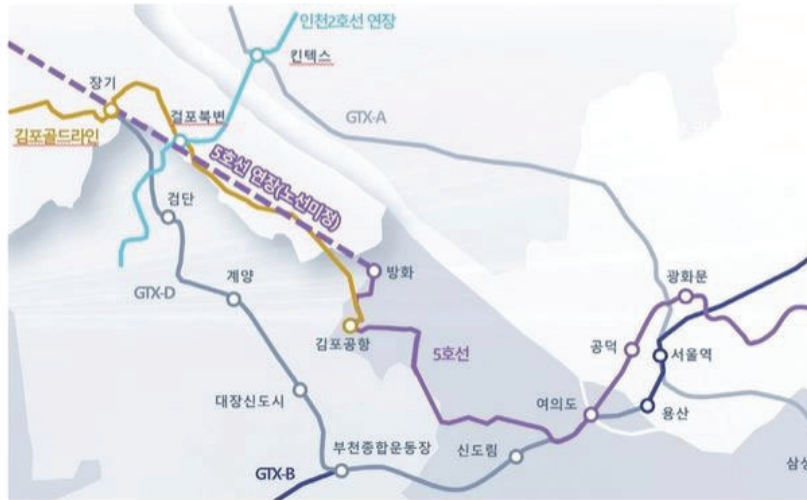 인천2호선 연장
킨텍스
장기
걸포북변
GTX-A
김포골드라인
5호선 연장(노선미정)
검단
방화
계양
GTX-D
광화문
김포공항
5호선
공덕
서울역
대장신도시
여의도
용산
부천종합운동장
신도림
GTX-B
삼성